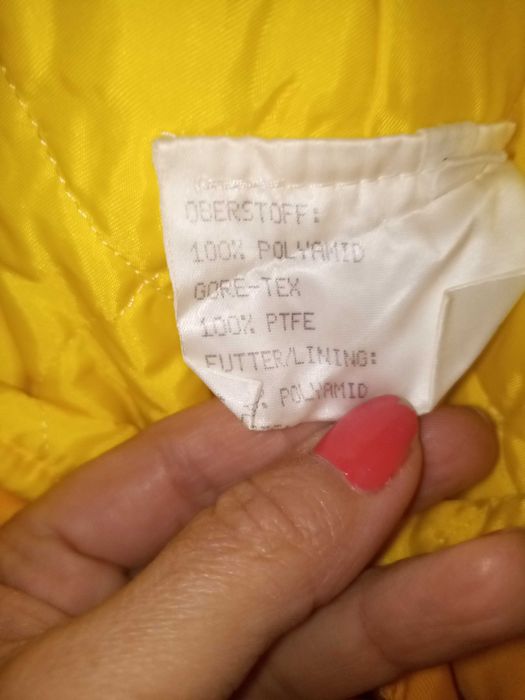 OBERSTOFF:
100% POLYAMID
GORE-TEX
100% PTFE
FUTTER/LINING:
POLYAMID